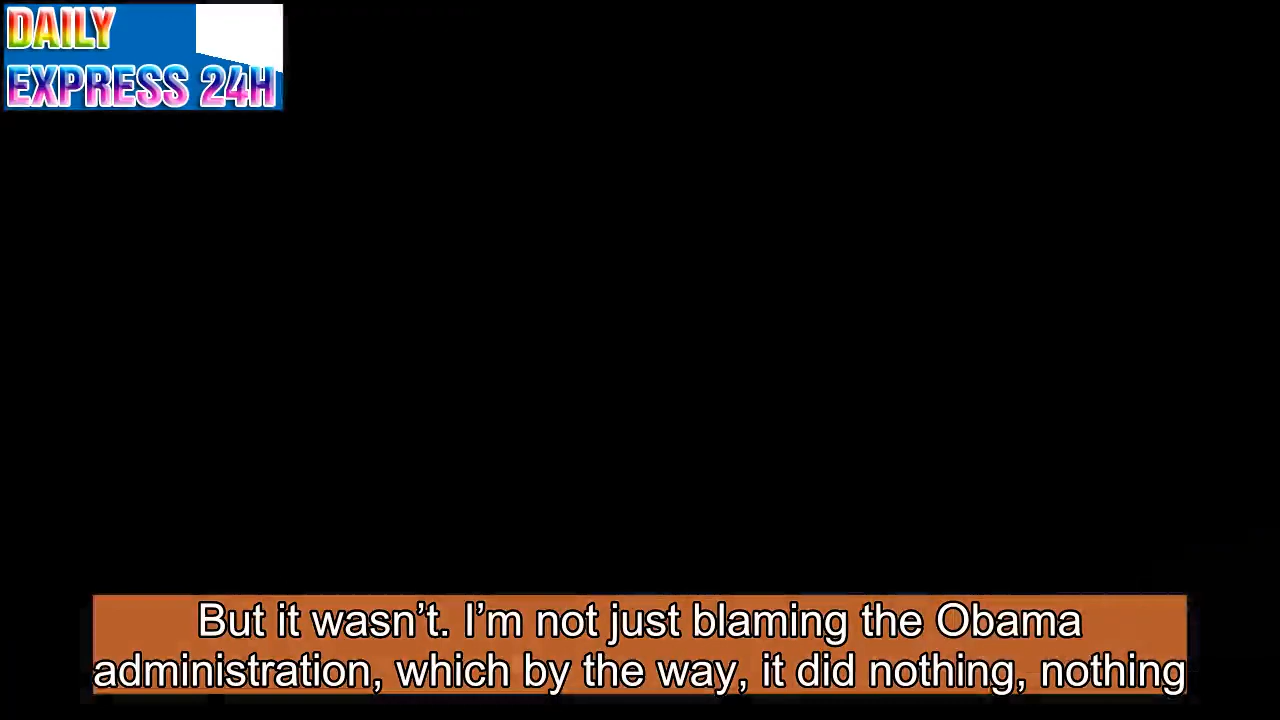 DAILY
EXPRESS 24H
But it wasn’t. I’m not just blaming the Obama
administration, which by the way, it did nothing, nothing